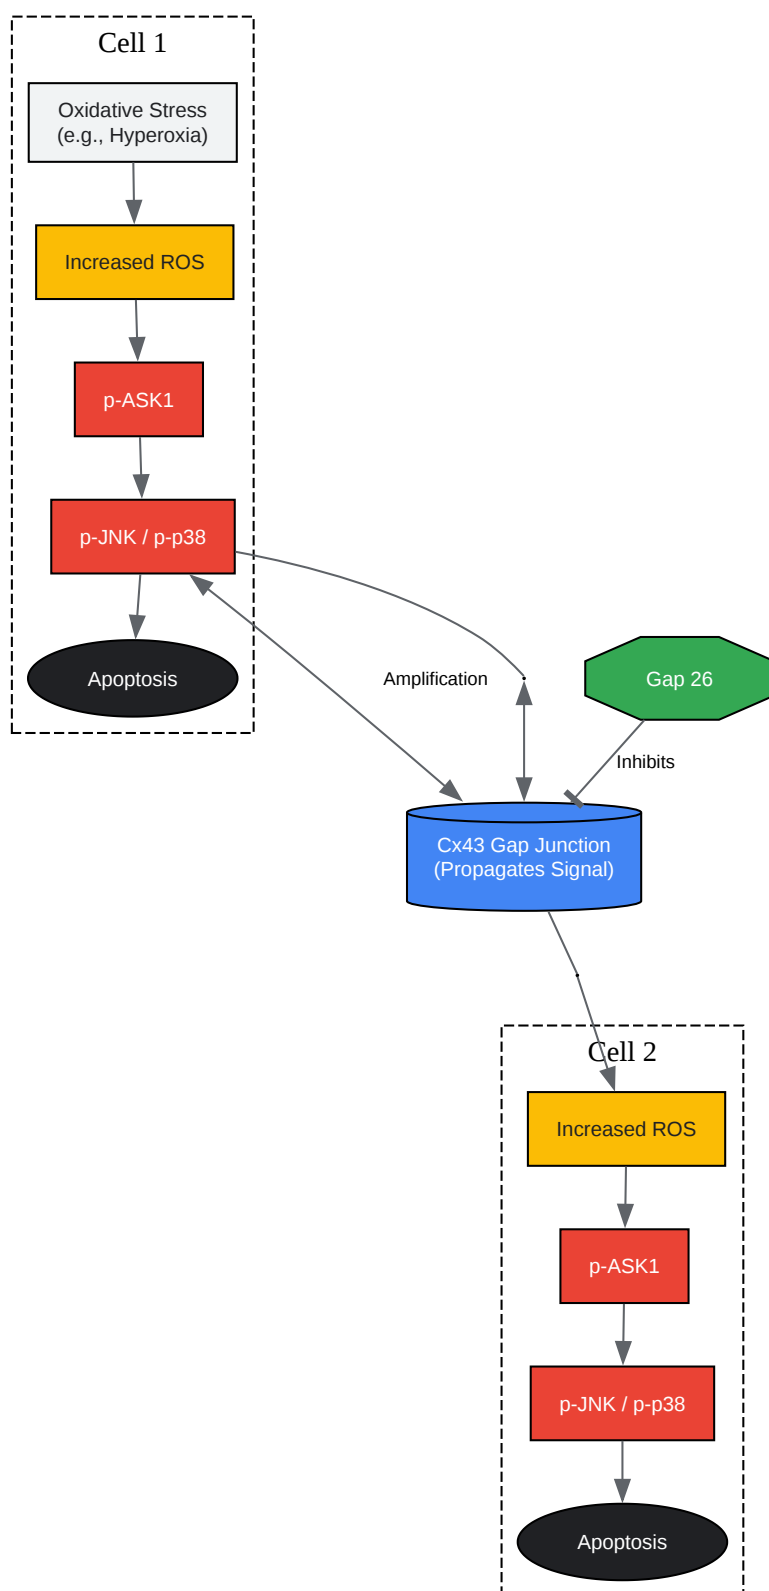 Cell 1
Oxidative Stress
(e.g., Hyperoxia)
Increased ROS
p-ASK1
p-JNK / p-p38
Apoptosis
Amplification
Gap 26
Inhibits
Cx43 Gap Junction
(Propagates Signal)
Cell 2
Increased ROS
p-ASK1
p-JNK / p-p38
Apoptosis